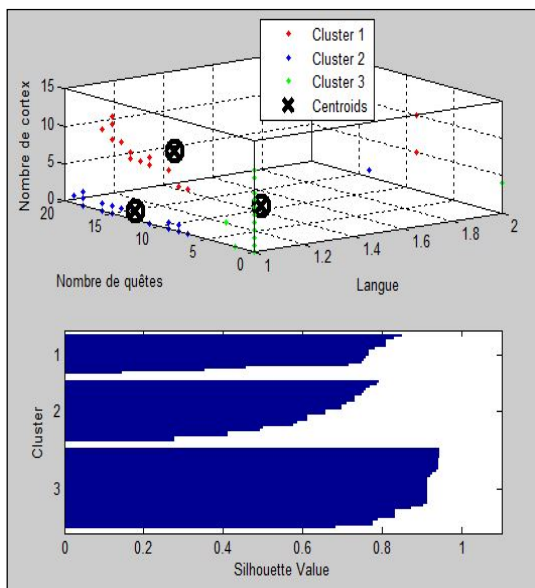 Cluster 1
Cluster 2
Cluster 3
Centroids
Nombre de cortex
15
10
5
0
20
15
10
5
0
Nombre de quêtes
1
1.2
1.4
1.6
1.8
2
Langue
Cluster
1
2
3
0
0.2
0.4
0.6
0.8
1
Silhouette Value